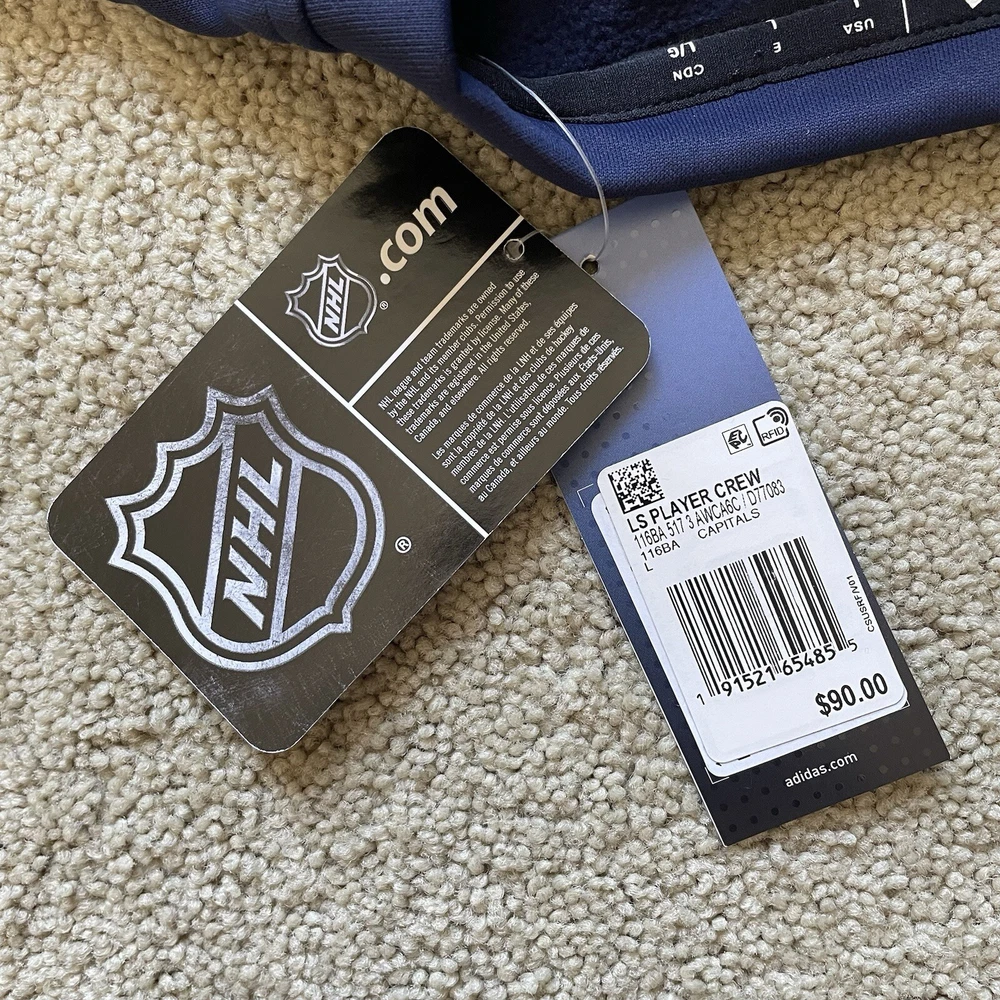 USA
E
CDN
L/G
NHL
®
.com
NHL league and team trademarks are owned
by the NHL and its member clubs. Permission to use
these trademarks is granted by license. Many of these
trademarks are registered in the United States,
Canada, and elsewhere. All rights reserved.
Les marques de commerce de la LNH et de ses équipes
sont la propriété de la LNH et des clubs de hockey
membres de la LNH. L'utilisation de ces marques de
commerce est permise sous licence. Plusieurs de ces
marques de commerce sont déposées aux États-Unis,
au Canada, et ailleurs au monde. Tous droits réservés.
NHL
®
RFID
LS PLAYER CREW
116BA 517 3 AWCA6C / D77083
116BA CAPITALS
L
CSUSRFIV01
1 91521 65485 5
$90.00
adidas.com